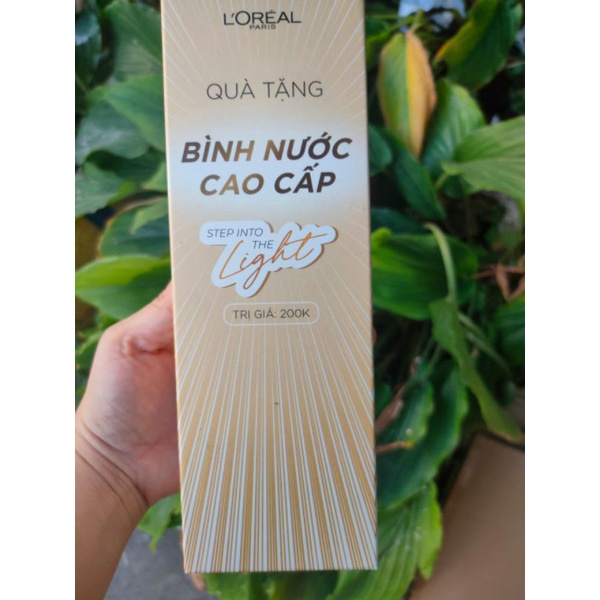 L'ORÉAL
PARIS
QUÀ TẶNG
BÌNH NƯỚC
CAO CẤP
STEP INTO
THE
Light
TRỊ GIÁ: 200K